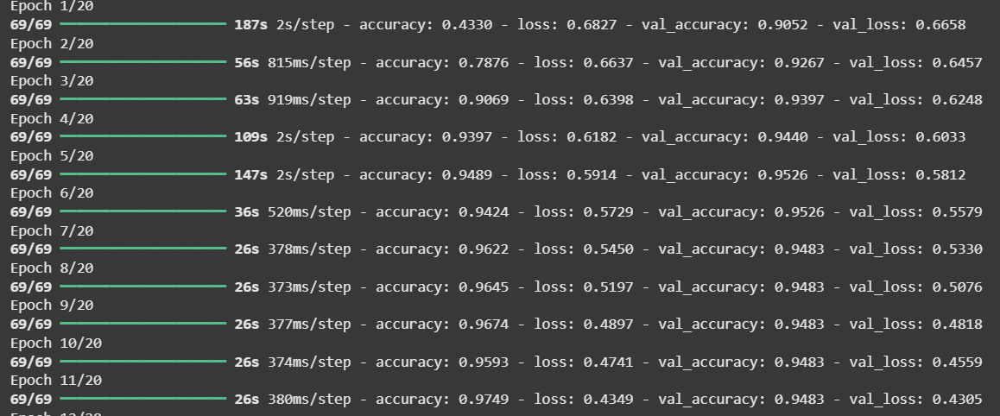 Epoch 1/20
69/69 187s 2s/step - accuracy: 0.4330 - loss: 0.6827 - val_accuracy: 0.9052 - val_loss: 0.6658
Epoch 2/20
69/69 56s 815ms/step - accuracy: 0.7876 - loss: 0.6637 - val_accuracy: 0.9267 - val_loss: 0.6457
Epoch 3/20
69/69 63s 919ms/step - accuracy: 0.9069 - loss: 0.6398 - val_accuracy: 0.9397 - val_loss: 0.6248
Epoch 4/20
69/69 109s 2s/step - accuracy: 0.9397 - loss: 0.6182 - val_accuracy: 0.9440 - val_loss: 0.6033
Epoch 5/20
69/69 147s 2s/step - accuracy: 0.9489 - loss: 0.5914 - val_accuracy: 0.9526 - val_loss: 0.5812
Epoch 6/20
69/69 36s 520ms/step - accuracy: 0.9424 - loss: 0.5729 - val_accuracy: 0.9526 - val_loss: 0.5579
Epoch 7/20
69/69 26s 378ms/step - accuracy: 0.9622 - loss: 0.5450 - val_accuracy: 0.9483 - val_loss: 0.5330
Epoch 8/20
69/69 26s 373ms/step - accuracy: 0.9645 - loss: 0.5197 - val_accuracy: 0.9483 - val_loss: 0.5076
Epoch 9/20
69/69 26s 377ms/step - accuracy: 0.9674 - loss: 0.4897 - val_accuracy: 0.9483 - val_loss: 0.4818
Epoch 10/20
69/69 26s 374ms/step - accuracy: 0.9593 - loss: 0.4741 - val_accuracy: 0.9483 - val_loss: 0.4559
Epoch 11/20
69/69 26s 380ms/step - accuracy: 0.9749 - loss: 0.4349 - val_accuracy: 0.9483 - val_loss: 0.4305